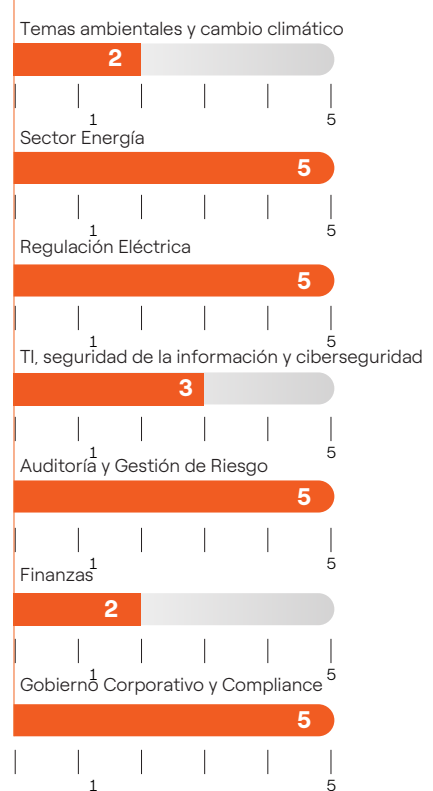 Temas ambientales y cambio climático
2
1 5
Sector Energía
5
1 5
Regulación Eléctrica
5
1 5
TI, seguridad de la información y ciberseguridad
3
1 5
Auditoría y Gestión de Riesgo
5
1 5
Finanzas
2
1 5
Gobierno Corporativo y Compliance
5
1 5